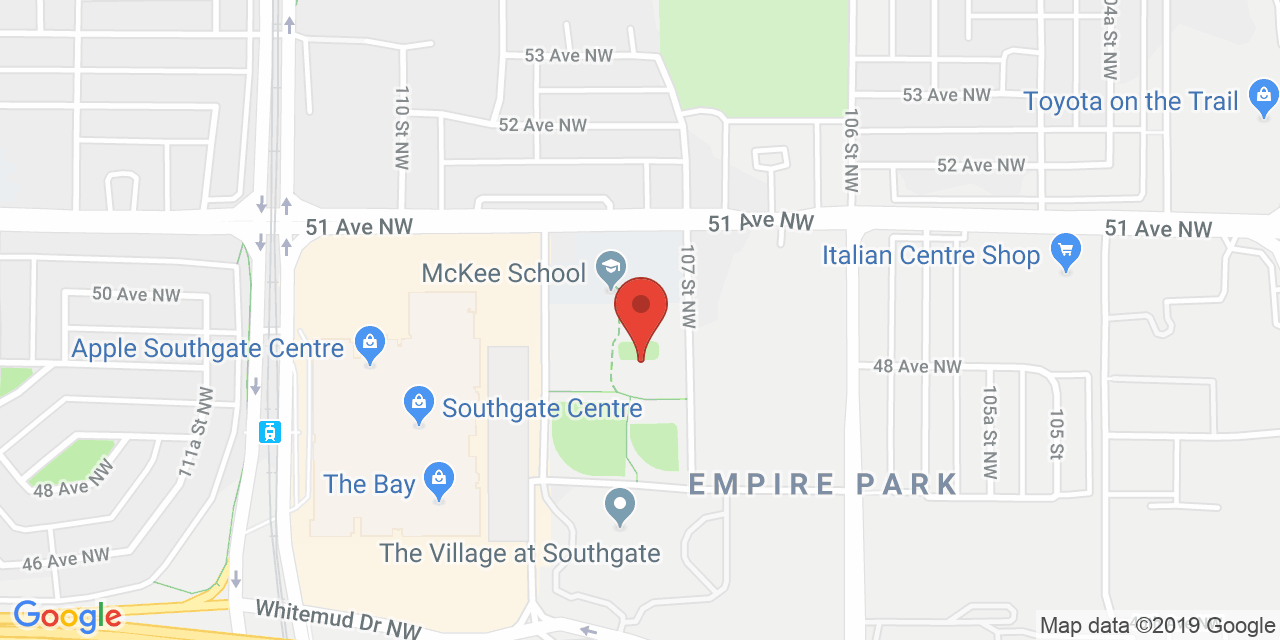 53 Ave NW
104a St NW
110 St NW
53 Ave NW
Toyota on the Trail
52 Ave NW
106 St NW
52 Ave NW
51 Ave NW
51 Ave NW
51 Ave NW
Italian Centre Shop
McKee School
107 St NW
50 Ave NW
Apple Southgate Centre
48 Ave NW
111a St NW
Southgate Centre
105a St NW
105 St
48 Ave NW
The Bay
EMPIRE PARK
The Village at Southgate
46 Ave NW
Whitemud Dr NW
Google
Map data ©2019 Google